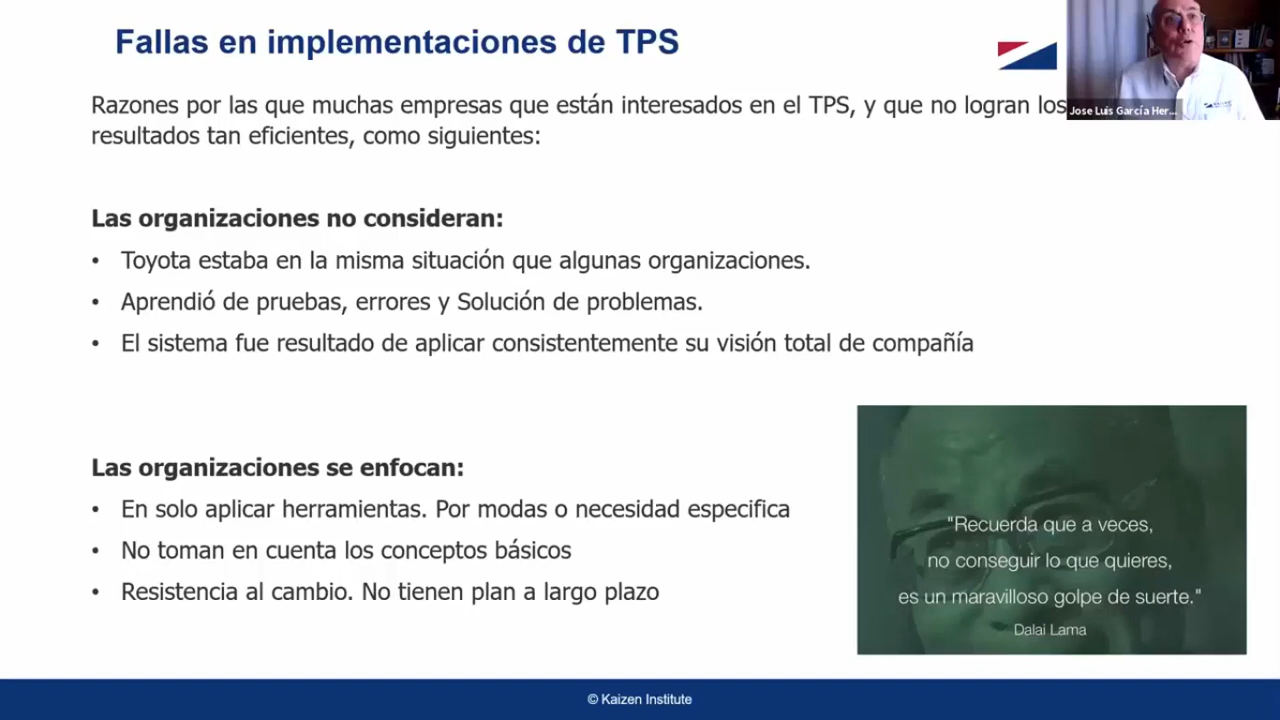 Fallas en implementaciones de TPS
Jose Luis García Her...
Razones por las que muchas empresas que están interesados en el TPS, y que no logran los
resultados tan eficientes, como siguientes:
Las organizaciones no consideran:
• Toyota estaba en la misma situación que algunas organizaciones.
• Aprendió de pruebas, errores y Solución de problemas.
• El sistema fue resultado de aplicar consistentemente su visión total de compañía
Las organizaciones se enfocan:
• En solo aplicar herramientas. Por modas o necesidad especifica
• No toman en cuenta los conceptos básicos
• Resistencia al cambio. No tienen plan a largo plazo
"Recuerda que a veces,
no conseguir lo que quieres,
es un maravilloso golpe de suerte."
Dalai Lama
© Kaizen Institute